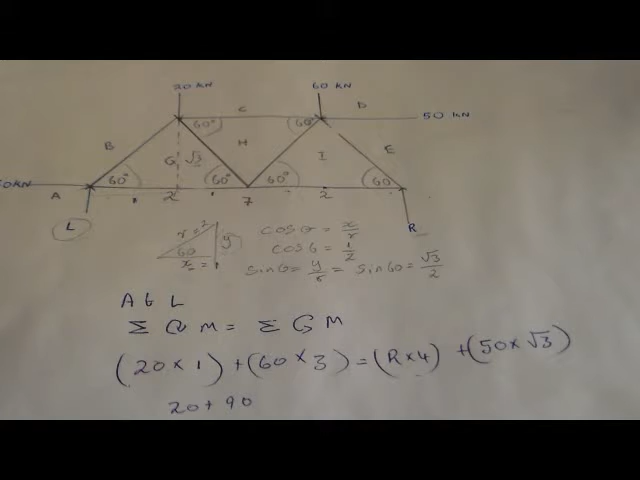 20 kN
60 kN
C
D
50 kN
60°
60°
B
H
G
√3
I
E
0 kN
A
60°
60°
60°
60°
2
7
2
L
R
r=2
y
60
x =
cos θ = x/r
cos 6 = 1/2
sin θ = y/r = sin 60 = √3/2
A t L
Σ M = Σ M
(20 × 1) + (60 × 3) = (R × 4) + (50 × √3)
20 + 90